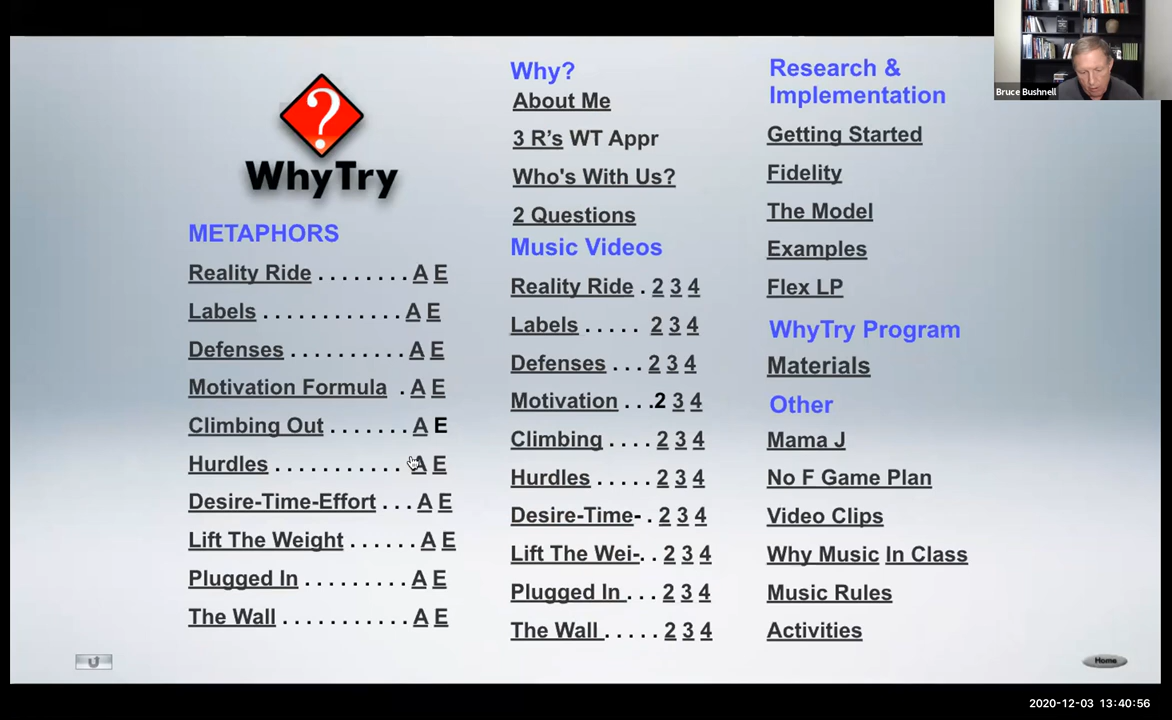 ?
WhyTry
METAPHORS
Reality Ride . . . . . . . . A E
Labels . . . . . . . . . . . . A E
Defenses . . . . . . . . . . A E
Motivation Formula . A E
Climbing Out . . . . . . . A E
Hurdles . . . . . . . . . . . A E
Desire-Time-Effort . . . A E
Lift The Weight . . . . . . A E
Plugged In . . . . . . . . . A E
The Wall . . . . . . . . . . . A E
Why?
About Me
3 R's WT Appr
Who's With Us?
2 Questions
Music Videos
Reality Ride . 2 3 4
Labels . . . . . 2 3 4
Defenses . . . 2 3 4
Motivation . . .2 3 4
Climbing . . . . 2 3 4
Hurdles . . . . . 2 3 4
Desire-Time- . 2 3 4
Lift The Wei-. . 2 3 4
Plugged In . . . 2 3 4
The Wall . . . . . 2 3 4
Research &
Implementation
Getting Started
Fidelity
The Model
Examples
Flex LP
WhyTry Program
Materials
Other
Mama J
No F Game Plan
Video Clips
Why Music In Class
Music Rules
Activities
Home
Bruce Bushnell
2020-12-03 13:40:56